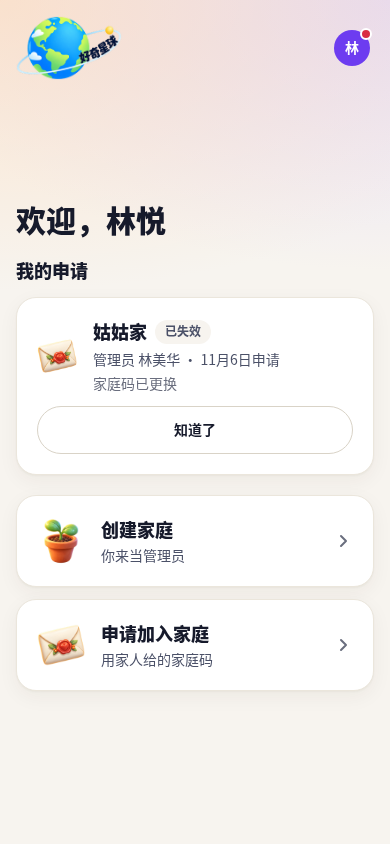 好奇星球
林
欢迎，林悦
我的申请
姑姑家 已失效
管理员 林美华 · 11月6日申请
家庭码已更换
知道了
创建家庭
你来当管理员
申请加入家庭
用家人给的家庭码